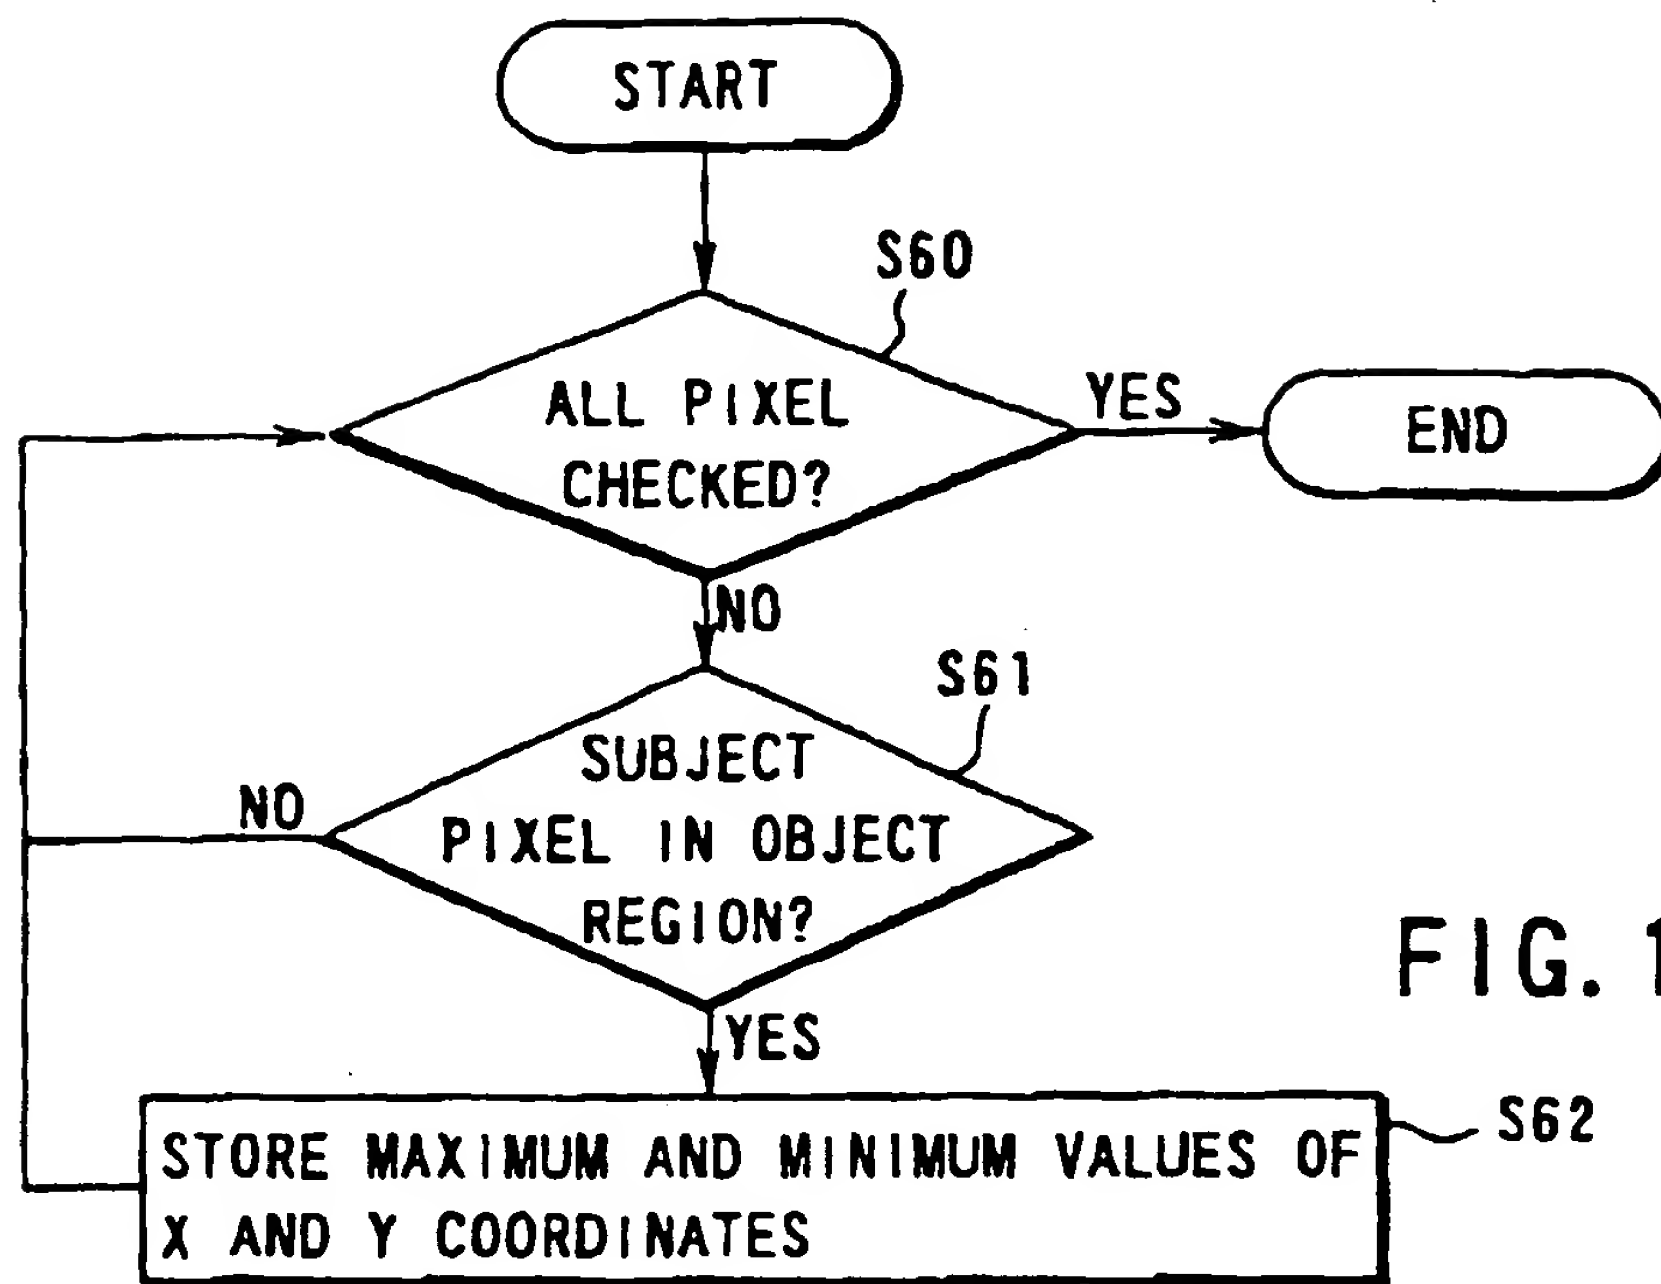 START
S60
ALL PIXEL
CHECKED?
YES
END
NO
S61
SUBJECT
PIXEL IN OBJECT
REGION?
NO
FIG. 1
YES
STORE MAXIMUM AND MINIMUM VALUES OF
X AND Y COORDINATES
S62